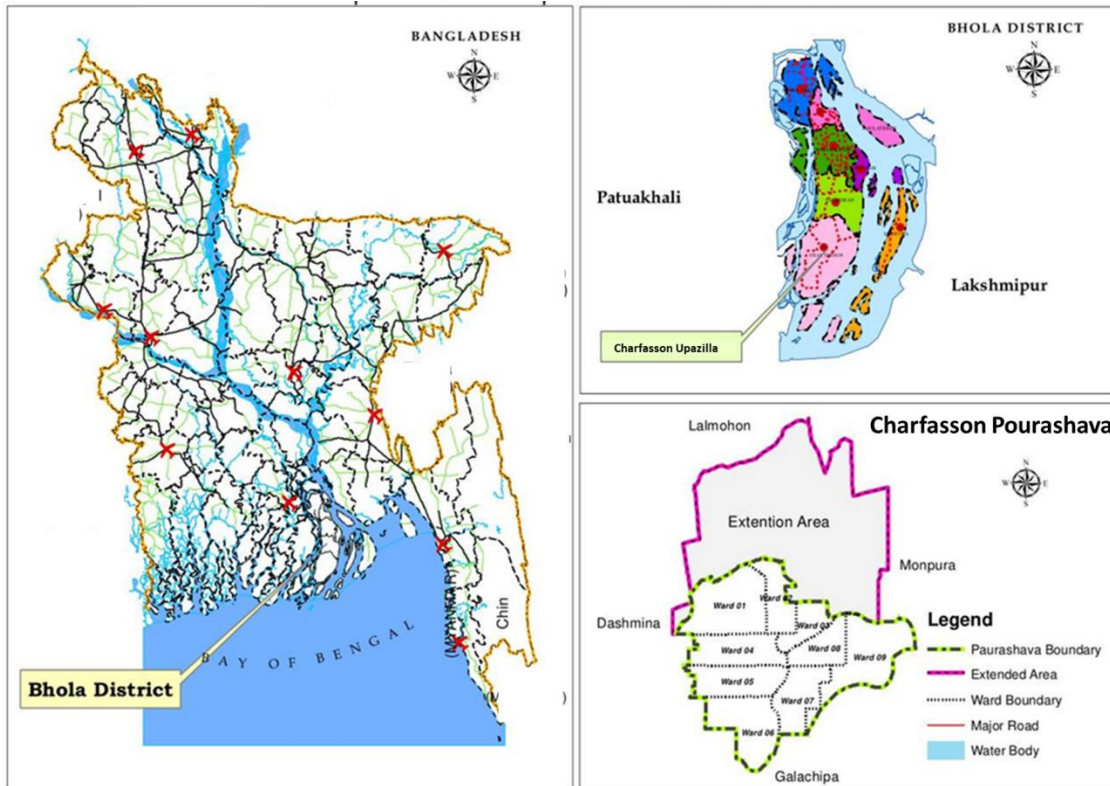 BANGLADESH
N
W E
S
BAY OF BENGAL
(MYANMAR)
Chin
Bhola District
BHOLA DISTRICT
N
W E
S
Patuakhali
Lakshmipur
Charfasson Upazilla
Charfasson Pourashava
N
W E
S
Lalmohon
Extention Area
Monpura
Dashmina
Ward 01
Ward 02
Ward 03
Ward 04
Ward 08
Ward 09
Ward 05
Ward 07
Ward 06
Galachipa
Legend
Paurashava Boundary
Extended Area
Ward Boundary
Major Road
Water Body